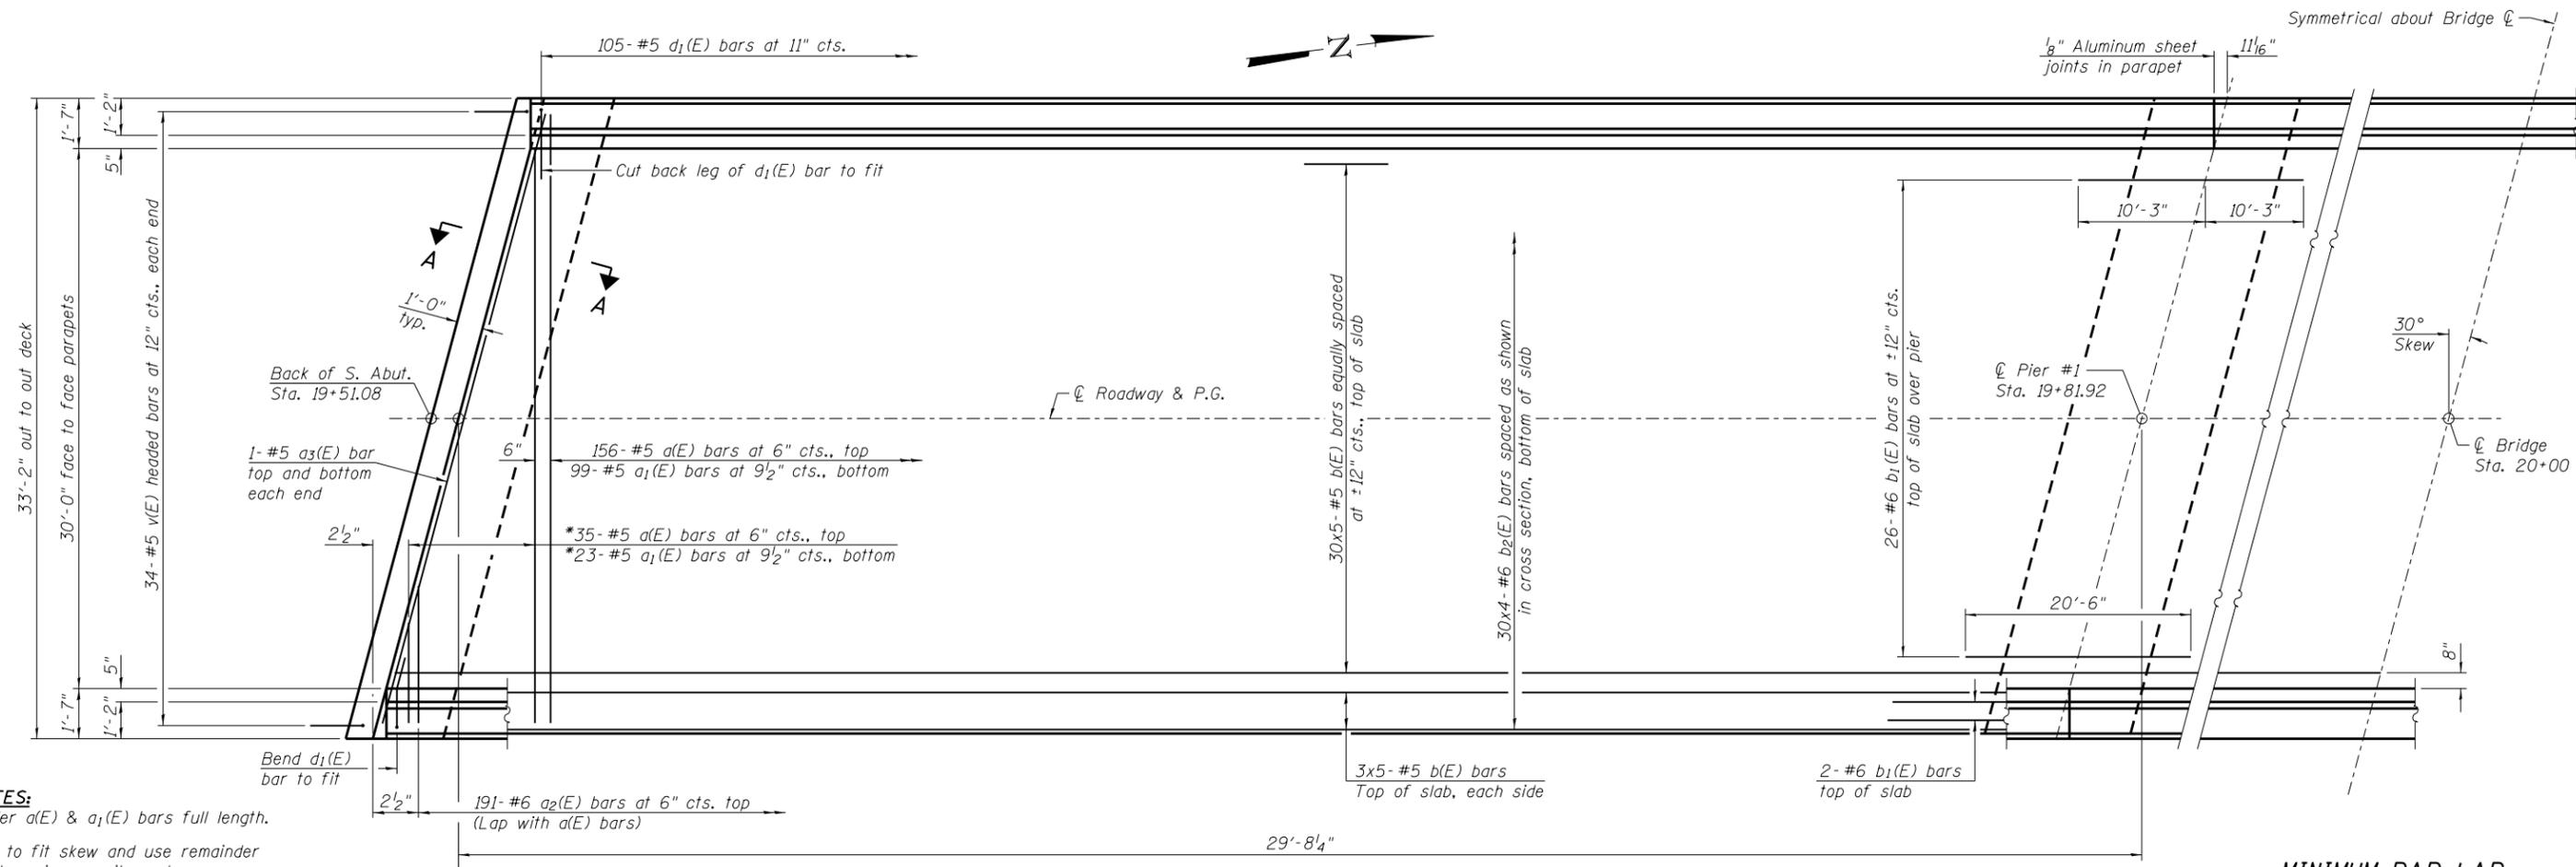 Symmetrical about Bridge ℄
105- #5 d₁(E) bars at 11" cts.
N
1/8" Aluminum sheet
joints in parapet
11/16"
1'-7"
1'-2"
5"
Cut back leg of d₁(E) bar to fit
33'-2" out to out deck
30'-0" face to face parapets
34- #5 v(E) headed bars at 12" cts., each end
A
A
1'-0"
typ.
10'-3"
10'-3"
30x5- #5 b(E) bars equally spaced
at ±12" cts., top of slab
30x4- #6 b₂(E) bars spaced as shown
in cross section, bottom of slab
26- #6 b₁(E) bars at ±12" cts.
top of slab over pier
30°
Skew
Back of S. Abut.
Sta. 19+51.08
℄ Roadway & P.G.
℄ Pier #1
Sta. 19+81.92
℄ Bridge
Sta. 20+00
1- #5 a₃(E) bar
top and bottom
each end
6"
156- #5 a(E) bars at 6" cts., top
99- #5 a₁(E) bars at 9½" cts., bottom
2½"
*35- #5 a(E) bars at 6" cts., top
*23- #5 a₁(E) bars at 9½" cts., bottom
20'-6"
8"
5"
1'-7"
1'-2"
Bend d₁(E)
bar to fit
2½"
191- #6 a₂(E) bars at 6" cts. top
(Lap with a(E) bars)
3x5- #5 b(E) bars
Top of slab, each side
2- #6 b₁(E) bars
top of slab
29'-8¼"
TES:
er a(E) & a₁(E) bars full length.
to fit skew and use remainder
MINIMUM BAR LAP